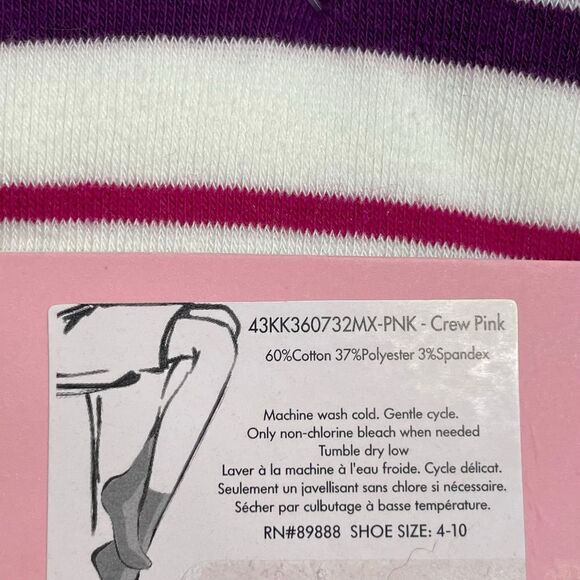 43KK360732MX-PNK - Crew Pink
60%Cotton 37%Polyester 3%Spandex
Machine wash cold. Gentle cycle.
Only non-chlorine bleach when needed
Tumble dry low
Laver à la machine à l'eau froide. Cycle délicat.
Seulement un javellisant sans chlore si nécessaire.
Sécher par culbutage à basse température.
RN#89888 SHOE SIZE: 4-10